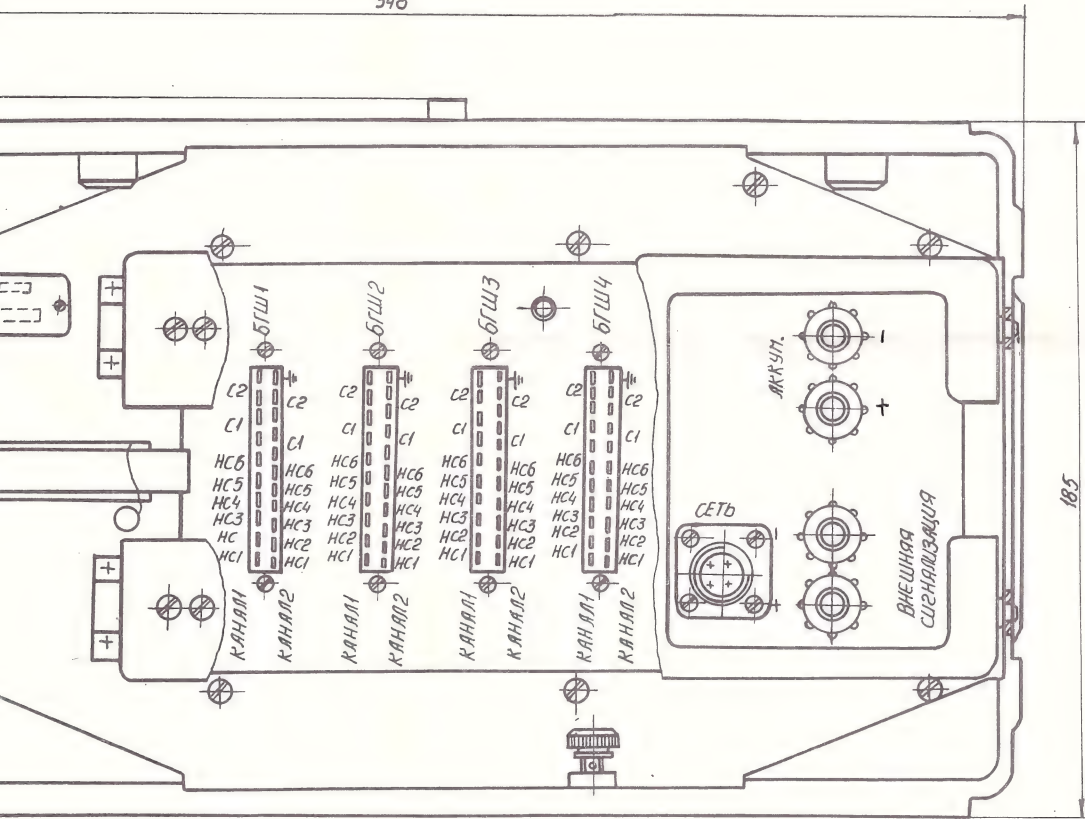 БГШ1
БГШ2
БГШ3
БГШ4
АККУМ.
-
+
С2 С2 С2 С2 С2 С2 С2 С2
С1 С1 С1 С1 С1 С1 С1 С1
НС6 НС6 НС6 НС6 НС6 НС6 НС6 НС6
НС5 НС5 НС5 НС5 НС5 НС5 НС5 НС5
НС4 НС4 НС4 НС4 НС4 НС4 НС4 НС4
НС3 НС3 НС3 НС3 НС3 НС3 НС3 НС3
НС НС2 НС2 НС2 НС2 НС2 НС2 НС2
НС1 НС1 НС1 НС1 НС1 НС1 НС1 НС1
КАНАЛ1 КАНАЛ2
КАНАЛ1 КАНАЛ2
КАНАЛ1 КАНАЛ2
КАНАЛ1 КАНАЛ2
СЕТЬ
-
+
ВНЕШНЯЯ
СИГНАЛИЗАЦИЯ
185